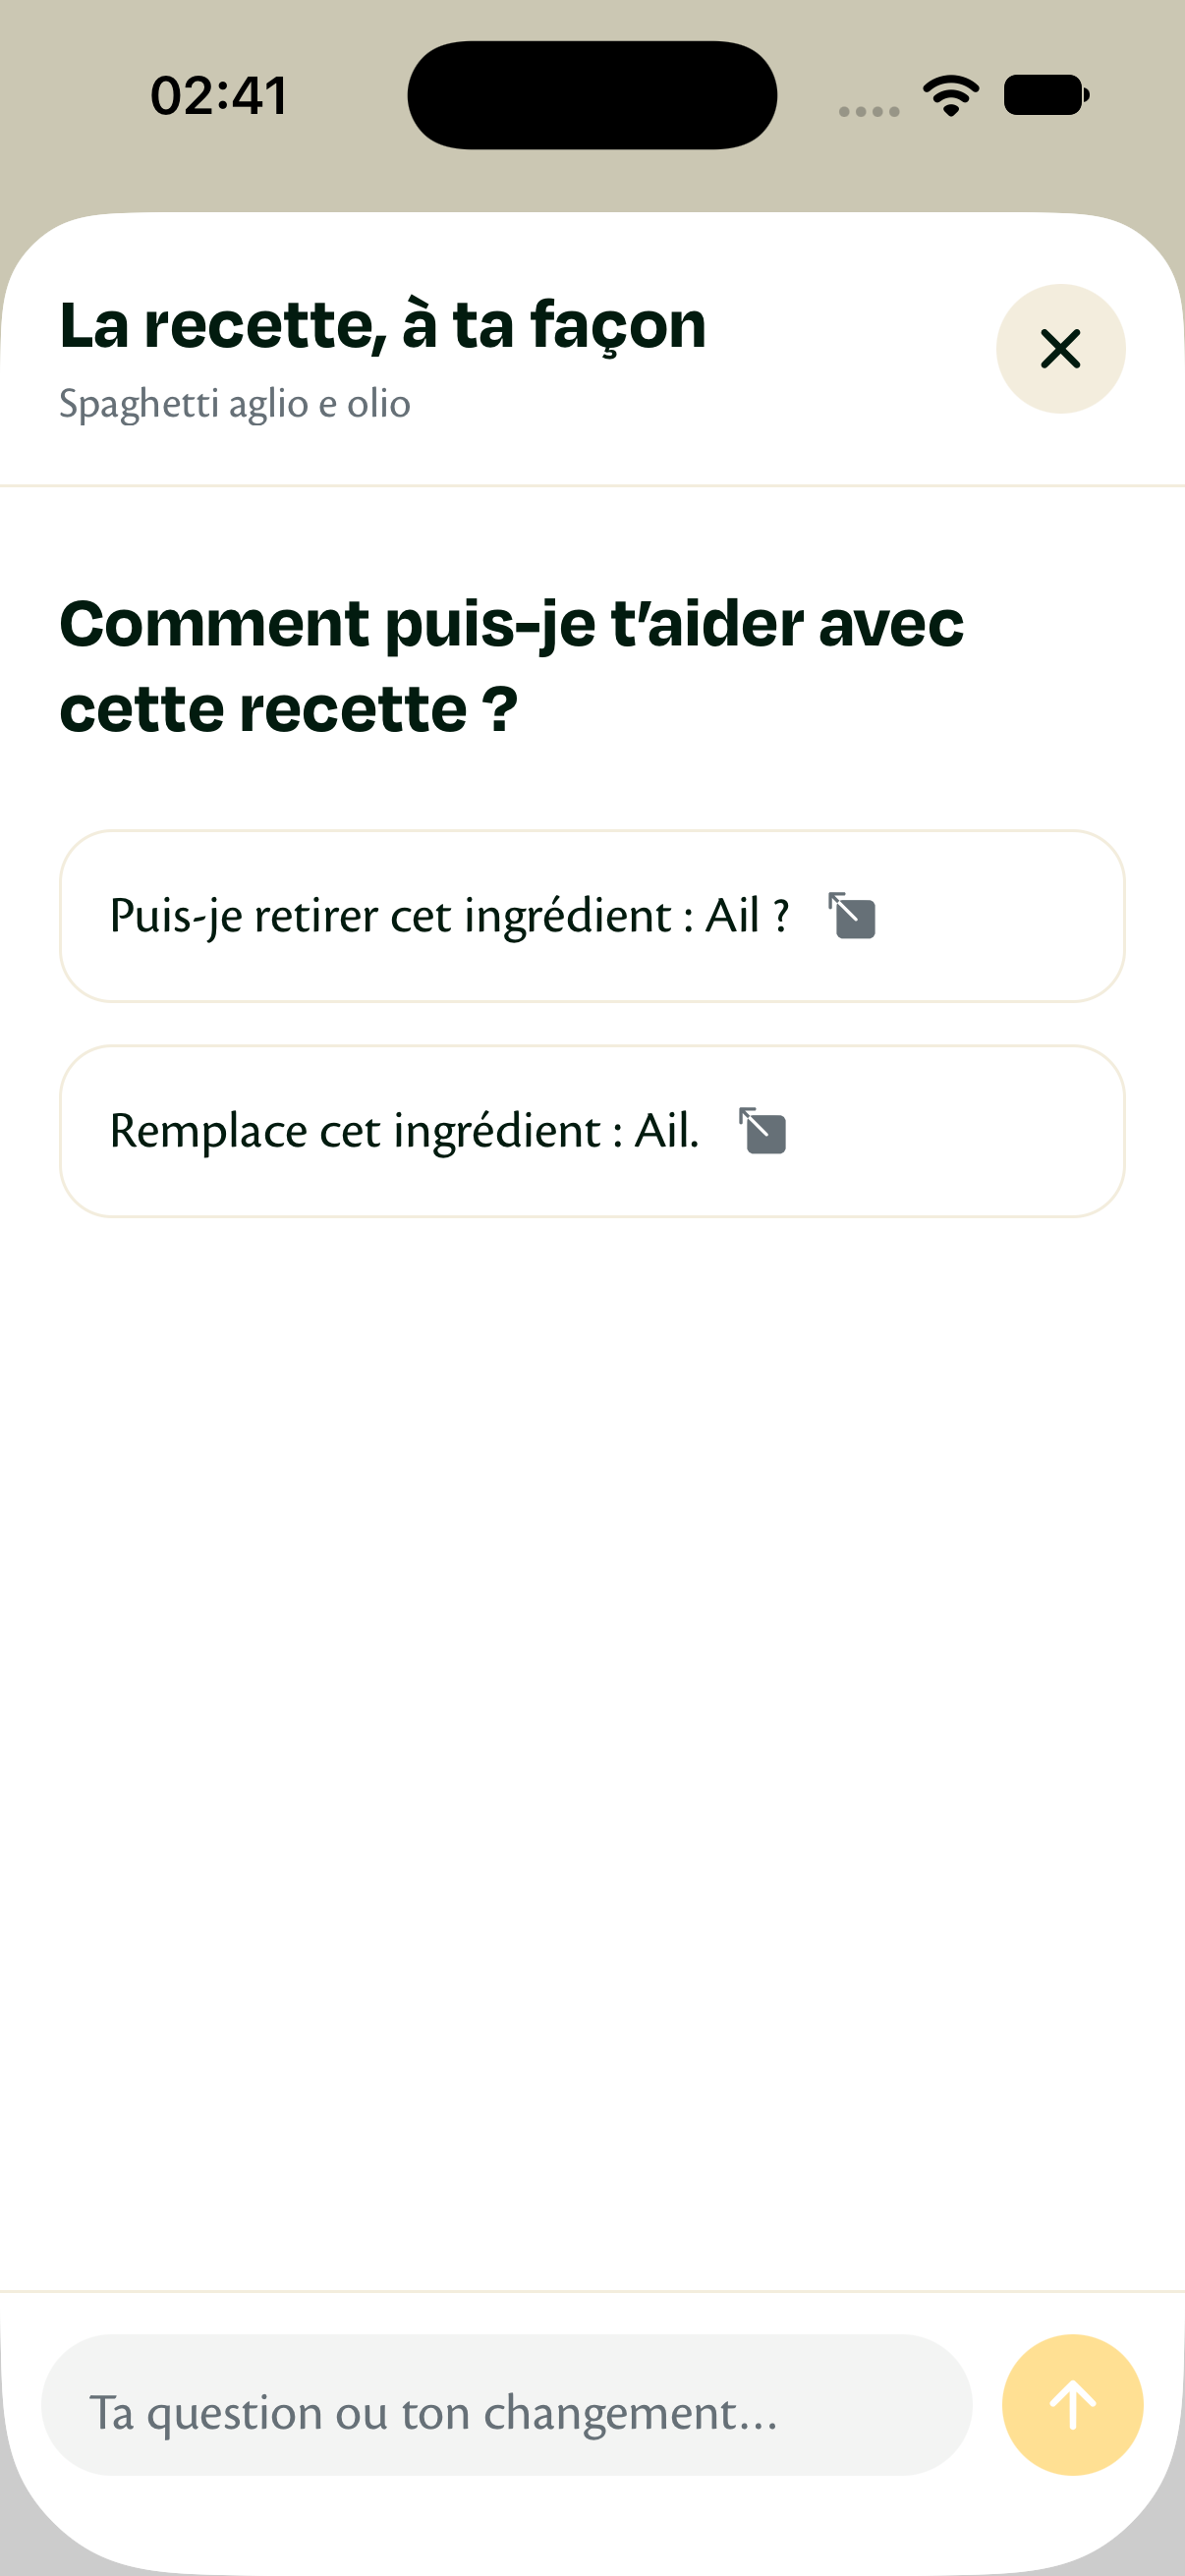 02:41
La recette, à ta façon
Spaghetti aglio e olio
Comment puis-je t’aider avec
cette recette ?
Puis-je retirer cet ingrédient : Ail ?
Remplace cet ingrédient : Ail.
Ta question ou ton changement…